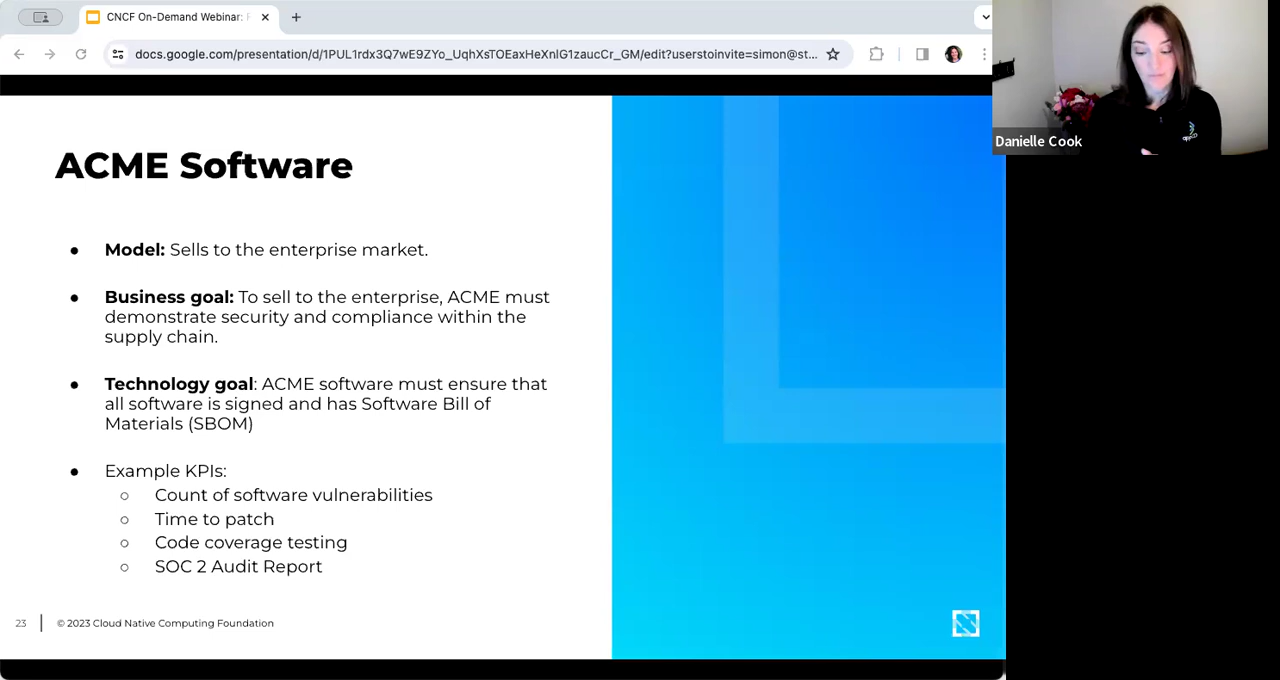 CNCF On-Demand Webinar:
docs.google.com/presentation/d/1PUL1rdx3Q7wE9ZYo_UqhXsTOEaxHeXnlG1zaucCr_GM/edit?userstoinvite=simon@st...
Danielle Cook
ACME Software
● Model: Sells to the enterprise market.
● Business goal: To sell to the enterprise, ACME must
demonstrate security and compliance within the
supply chain.
● Technology goal: ACME software must ensure that
all software is signed and has Software Bill of
Materials (SBOM)
● Example KPIs:
○ Count of software vulnerabilities
○ Time to patch
○ Code coverage testing
○ SOC 2 Audit Report
23 | © 2023 Cloud Native Computing Foundation